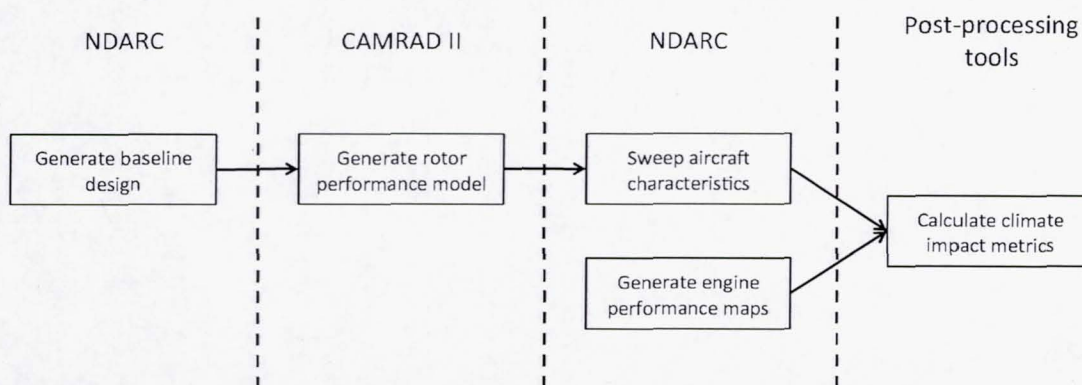 NDARC
CAMRAD II
NDARC
Post-processing
tools
Generate baseline
design
Generate rotor
performance model
Sweep aircraft
characteristics
Generate engine
performance maps
Calculate climate
impact metrics